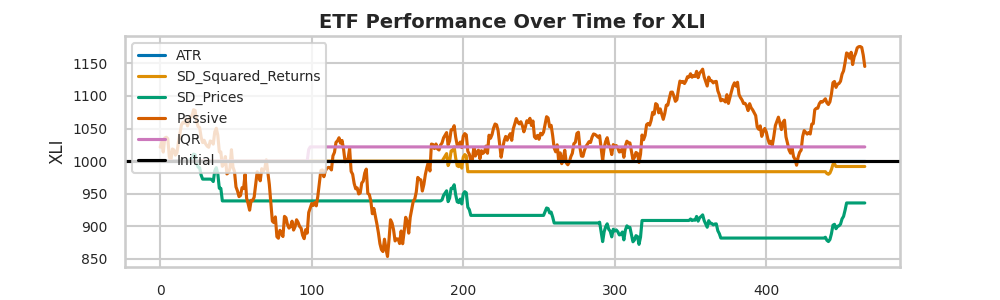 ETF Performance Over Time for XLI
XLI
1150
1100
1050
1000
950
900
850
ATR
SD_Squared_Returns
SD_Prices
Passive
IQR
Initial
0
100
200
300
400